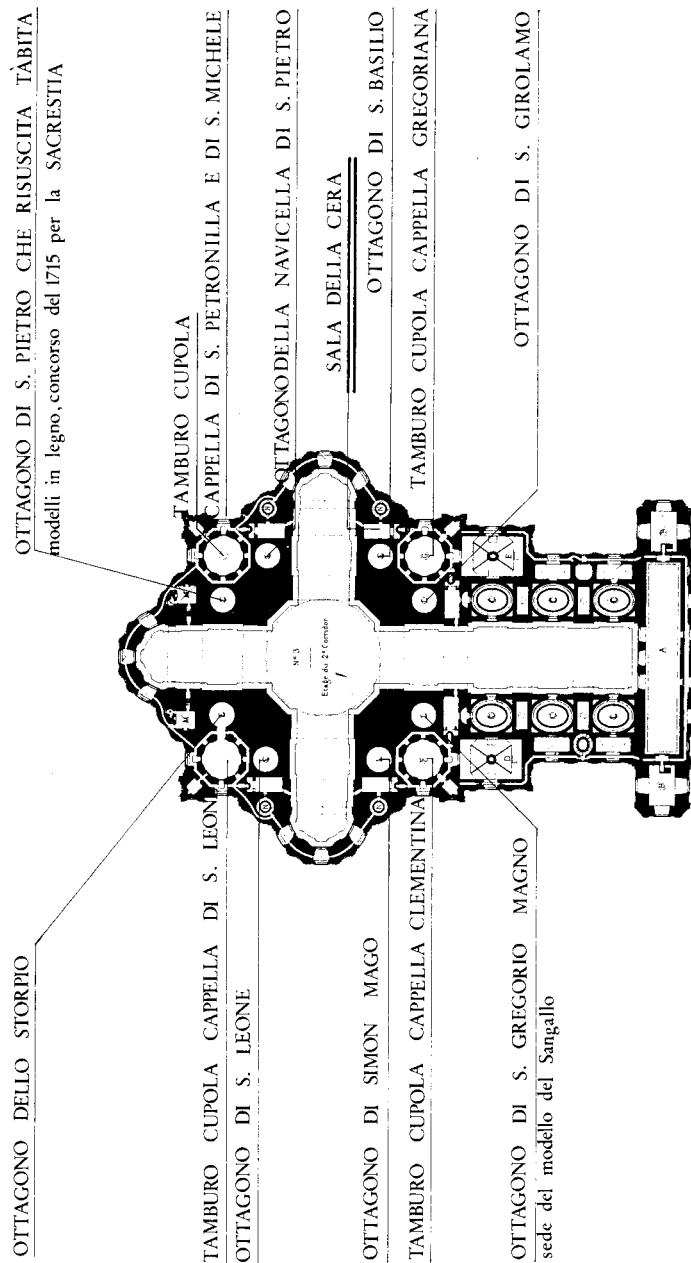 OTTAGONO DI S. PIETRO CHE RISUSCITA TÀBITA
modelli in legno, concorso del 1715 per la SACRESTIA
TAMBURO CUPOLA
CAPPELLA DI S. PETRONILLA E DI S. MICHELE
OTTAGONO DELLA NAVICELLA DI S. PIETRO
SALA DELLA CERA
OTTAGONO DI S. BASILIO
TAMBURO CUPOLA CAPPELLA GREGORIANA
OTTAGONO DI S. GIROLAMO
N° 3
Etage du 2e Corridor
A
B
D
E
C
C
C
C
C
C
OTTAGONO DELLO STORPIO
TAMBURO CUPOLA CAPPELLA DI S. LEONE
OTTAGONO DI S. LEONE
OTTAGONO DI SIMON MAGO
TAMBURO CUPOLA CAPPELLA CLEMENTINA
OTTAGONO DI S. GREGORIO MAGNO
sede del modello del Sangallo